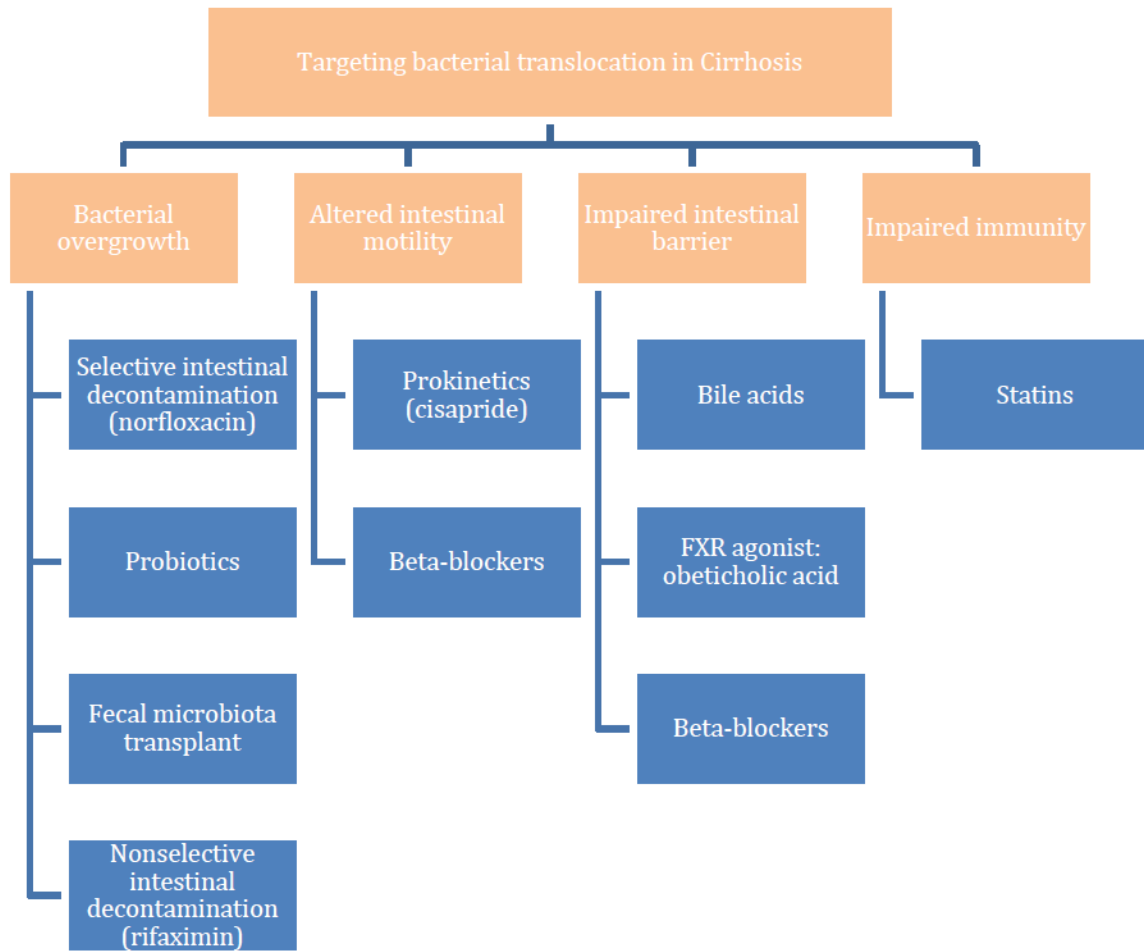 Targeting bacterial translocation in Cirrhosis
Bacterial
overgrowth
Altered intestinal
motility
Impaired intestinal
barrier
Impaired immunity
Selective intestinal
decontamination
(norfloxacin)
Prokinetics
(cisapride)
Bile acids
Statins
Probiotics
Beta-blockers
FXR agonist:
obeticholic acid
Fecal microbiota
transplant
Beta-blockers
Nonselective
intestinal
decontamination
(rifaximin)